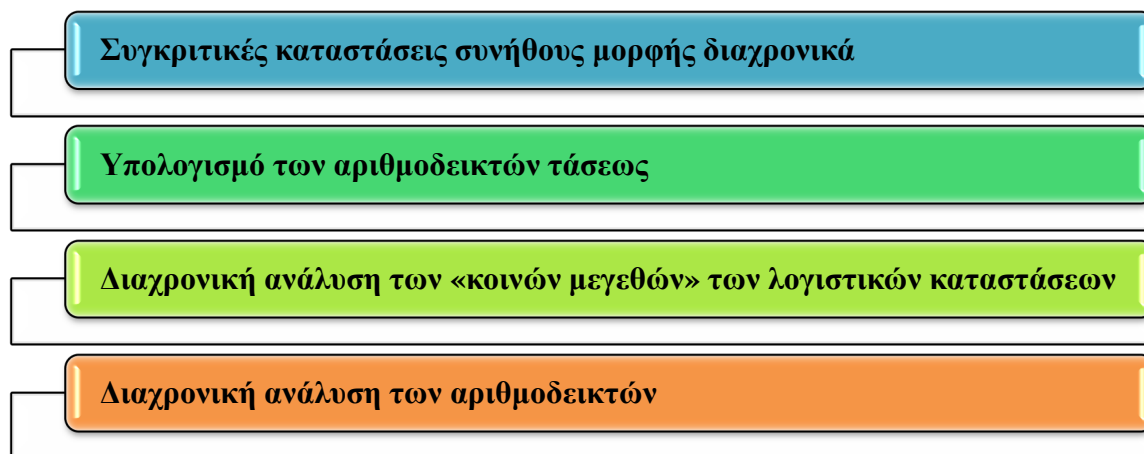 Συγκριτικές καταστάσεις συνήθους μορφής διαχρονικά
Υπολογισμό των αριθμοδεικτών τάσεως
Διαχρονική ανάλυση των «κοινών μεγεθών» των λογιστικών καταστάσεων
Διαχρονική ανάλυση των αριθμοδεικτών